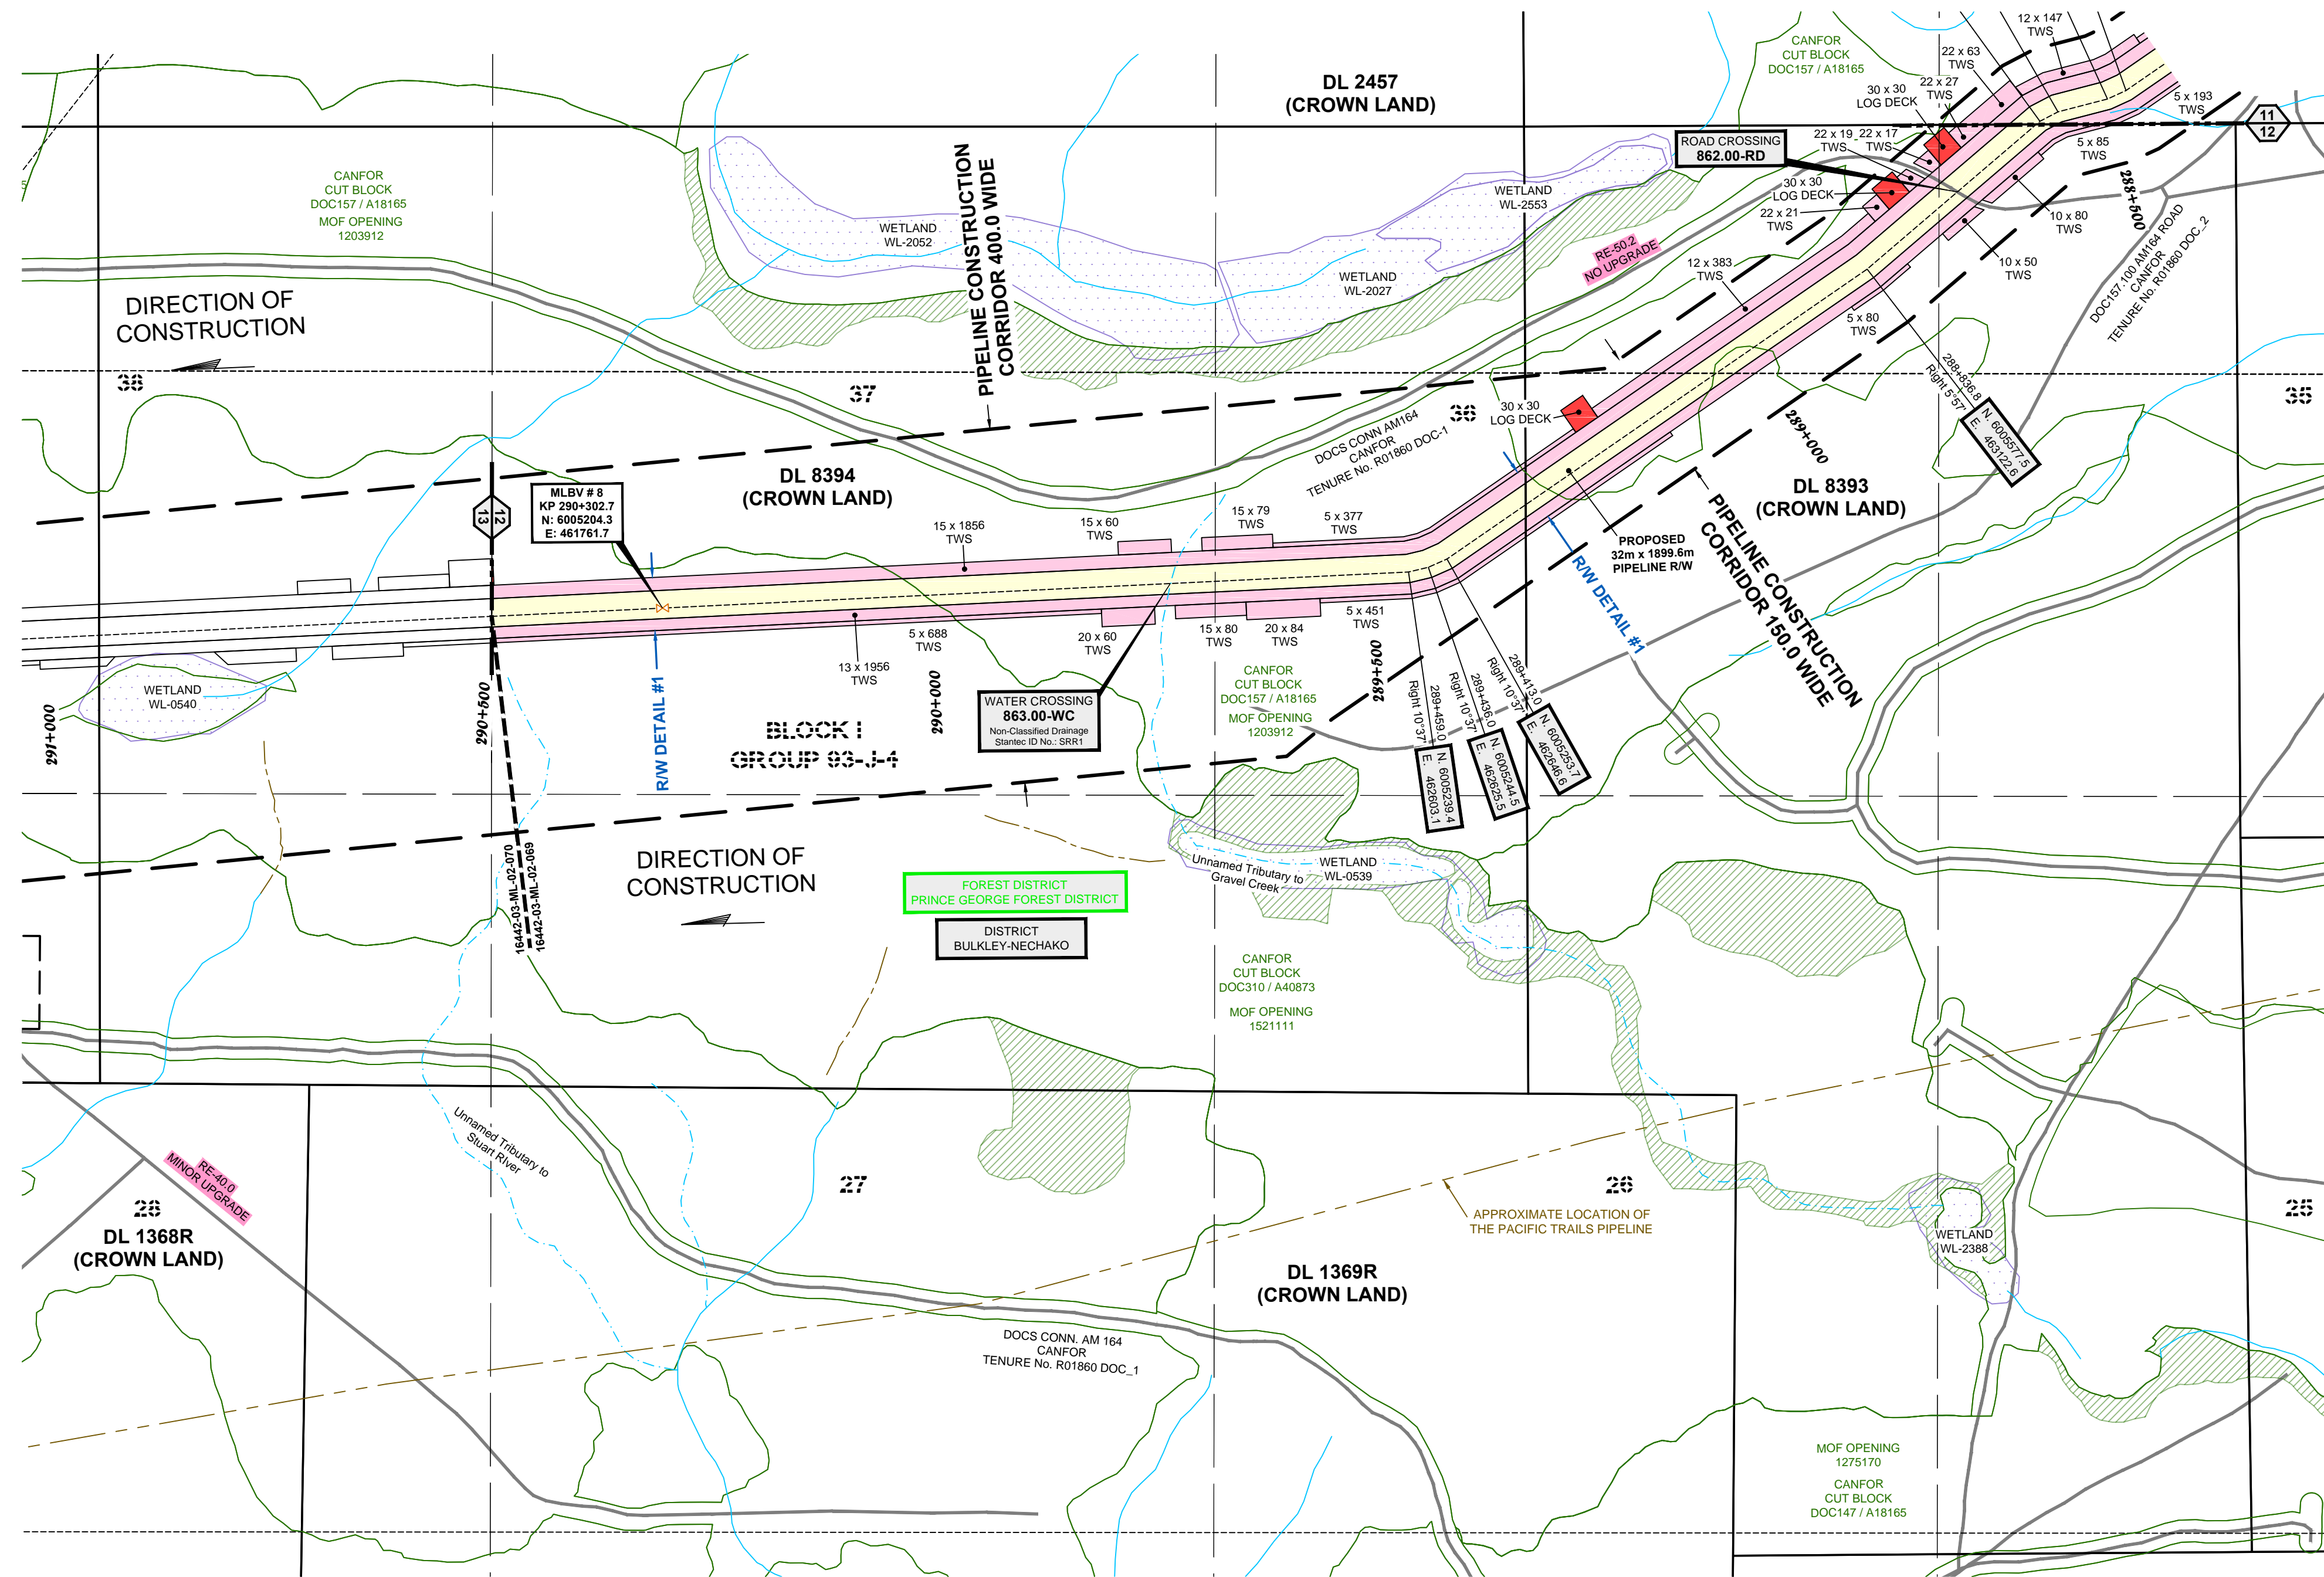 DL 2457
(CROWN LAND)
CANFOR
CUT BLOCK
DOC157 / A18165
12 x 147
TWS
22 x 63
TWS
22 x 27
TWS
30 x 30
LOG DECK
5 x 193
TWS
11
12
ROAD CROSSING
862.00-RD
22 x 19
TWS
22 x 17
TWS
5 x 85
TWS
30 x 30
LOG DECK
22 x 21
TWS
288+500
10 x 80
TWS
10 x 50
TWS
DOC157.100 AM164 ROAD
CANFOR
TENURE No. R01860 DOC_2
CANFOR
CUT BLOCK
DOC157 / A18165
MOF OPENING
1203912
WETLAND
WL-2052
PIPELINE CONSTRUCTION
CORRIDOR 400.0 WIDE
WETLAND
WL-2553
WETLAND
WL-2027
RE-50.2
NO UPGRADE
12 x 383
TWS
5 x 80
TWS
DIRECTION OF
CONSTRUCTION
38
37
36
35
288+836.8
Right 5°57'
N. 6005577.5
E. 463122.6
30 x 30
LOG DECK
DOCS CONN AM164
CANFOR
TENURE No. R01860 DOC-1
289+000
DL 8394
(CROWN LAND)
DL 8393
(CROWN LAND)
MLBV # 8
KP 290+302.7
N: 6005204.3
E: 461761.7
12
13
15 x 1856
TWS
15 x 60
TWS
15 x 79
TWS
5 x 377
TWS
PROPOSED
32m x 1899.6m
PIPELINE R/W
R/W DETAIL #1
PIPELINE CONSTRUCTION
CORRIDOR 150.0 WIDE
5 x 688
TWS
13 x 1956
TWS
20 x 60
TWS
15 x 80
TWS
20 x 84
TWS
5 x 451
TWS
WETLAND
WL-0540
291+000
290+500
R/W DETAIL #1
290+000
289+500
BLOCK I
GROUP 93-J-4
WATER CROSSING
863.00-WC
Non-Classified Drainage
Stantec ID No.: SRR1
CANFOR
CUT BLOCK
DOC157 / A18165
MOF OPENING
1203912
289+459.0
Right 10°37'
N. 6005239.4
E. 462603.1
289+436.0
Right 10°37'
N. 6005244.5
E. 462625.5
289+413.0
Right 10°37'
N. 6005253.7
E. 462646.6
16442-03-ML-02-070
16442-03-ML-02-069
DIRECTION OF
CONSTRUCTION
FOREST DISTRICT
PRINCE GEORGE FOREST DISTRICT
DISTRICT
BULKLEY-NECHAKO
Unnamed Tributary to
Gravel Creek
WETLAND
WL-0539
CANFOR
CUT BLOCK
DOC310 / A40873
MOF OPENING
1521111
Unnamed Tributary to
Stuart River
RE-40.0
MINOR UPGRADE
28
DL 1368R
(CROWN LAND)
27
26
25
APPROXIMATE LOCATION OF
THE PACIFIC TRAILS PIPELINE
WETLAND
WL-2388
DL 1369R
(CROWN LAND)
DOCS CONN. AM 164
CANFOR
TENURE No. R01860 DOC_1
MOF OPENING
1275170
CANFOR
CUT BLOCK
DOC147 / A18165